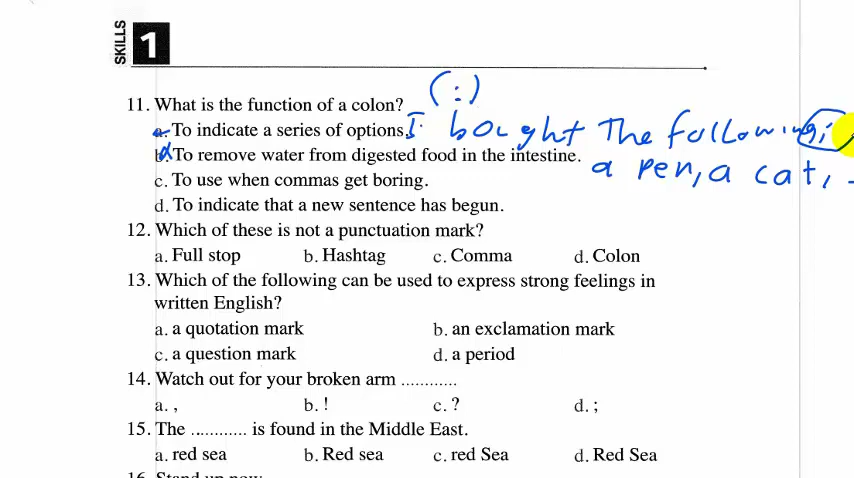 SKILLS 1
11. What is the function of a colon? (:)
a. To indicate a series of options. I bought The following:
b. To remove water from digested food in the intestine.
a pen, a cat,
c. To use when commas get boring.
d. To indicate that a new sentence has begun.
12. Which of these is not a punctuation mark?
a. Full stop b. Hashtag c. Comma d. Colon
13. Which of the following can be used to express strong feelings in
written English?
a. a quotation mark b. an exclamation mark
c. a question mark d. a period
14. Watch out for your broken arm ............
a. , b. ! c. ? d. ;
15. The ............ is found in the Middle East.
a. red sea b. Red sea c. red Sea d. Red Sea
16. Stand up now